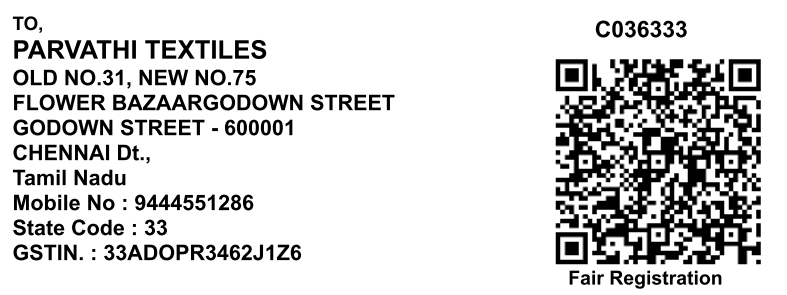 TO,
PARVATHI TEXTILES
OLD NO.31, NEW NO.75
FLOWER BAZAARGODOWN STREET
GODOWN STREET - 600001
CHENNAI Dt.,
Tamil Nadu
Mobile No : 9444551286
State Code : 33
GSTIN. : 33ADOPR3462J1Z6
C036333
Fair Registration